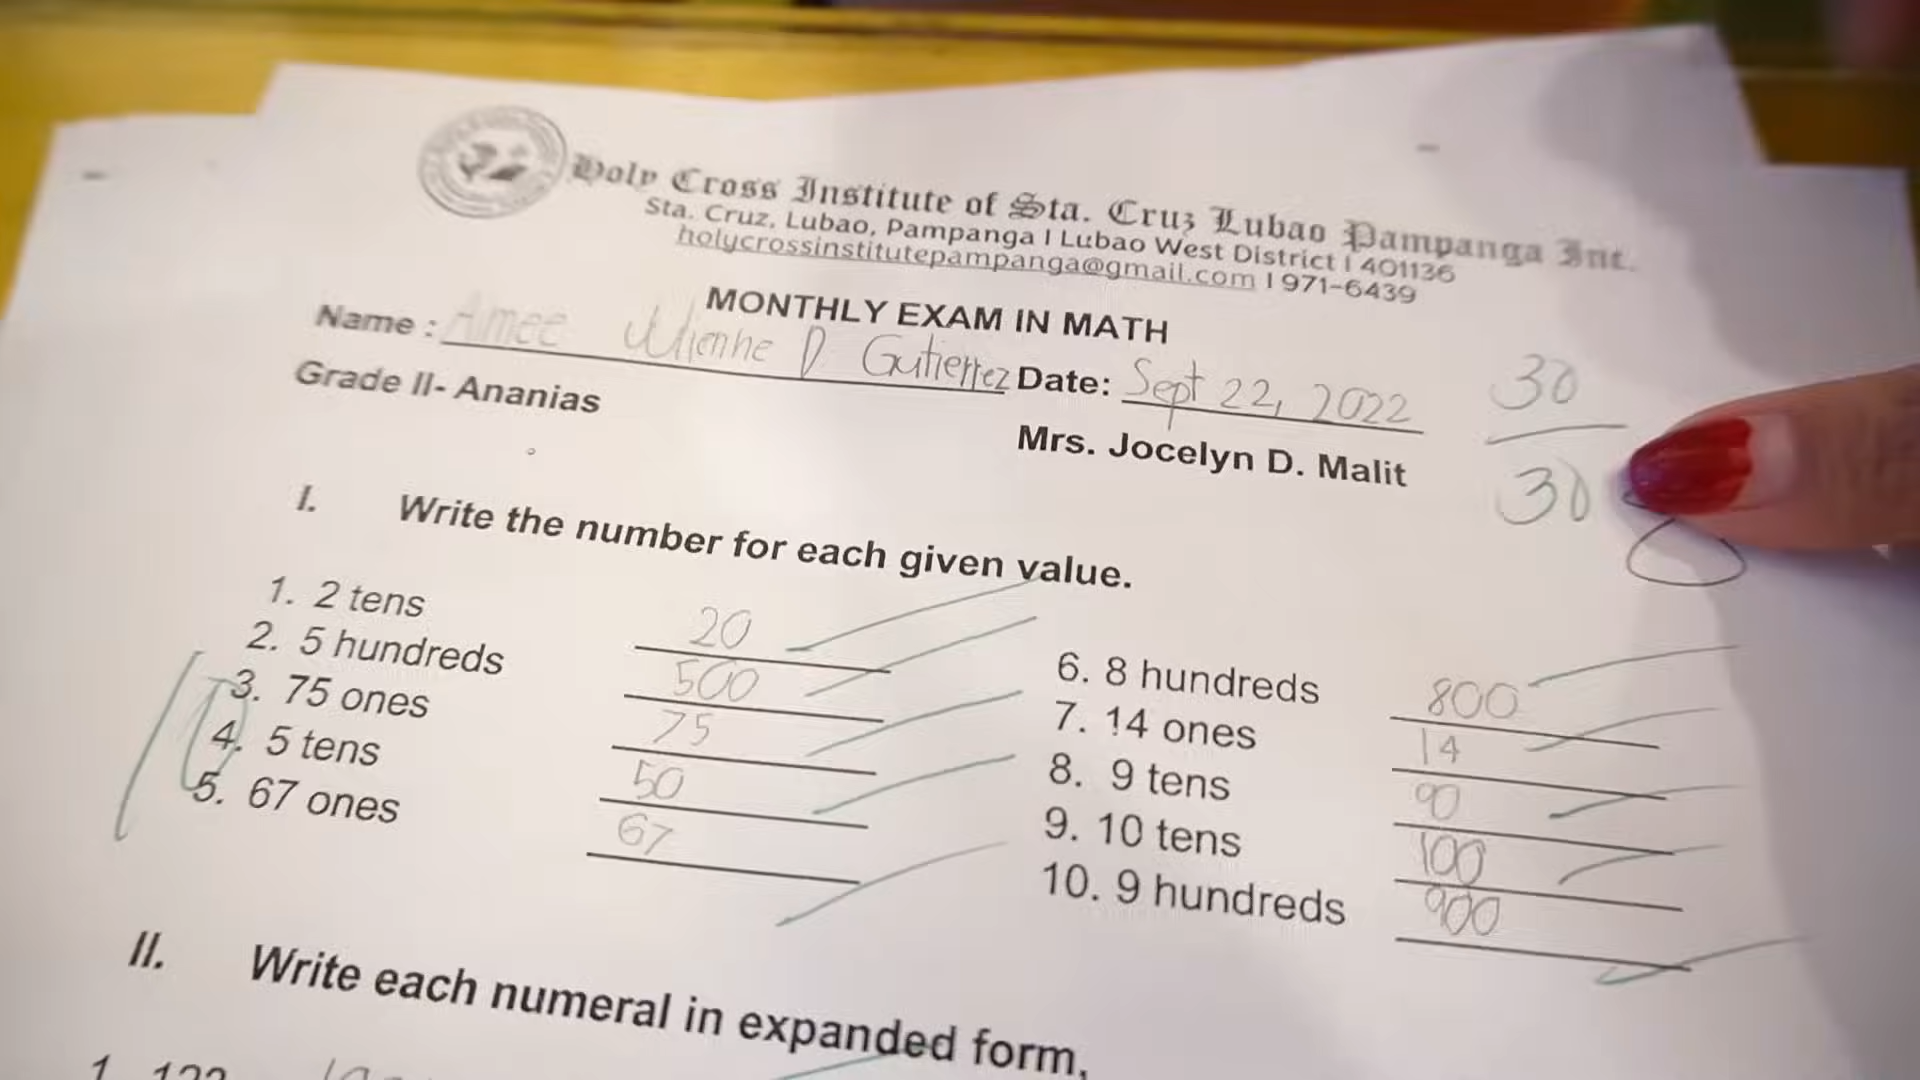 Holy Cross Institute of Sta. Cruz Lubao Pampanga Inc.
Sta. Cruz, Lubao, Pampanga I Lubao West District I 401136
holycrossinstitutepampanga@gmail.com I 971-6439
MONTHLY EXAM IN MATH
Name : Aimee Julienne D Gutierrez Date: Sept 22, 2022
Grade II- Ananias
Mrs. Jocelyn D. Malit
30
30
I. Write the number for each given value.
1. 2 tens 20
2. 5 hundreds 500
3. 75 ones 75
4. 5 tens 50
5. 67 ones 67
6. 8 hundreds 800
7. 14 ones 14
8. 9 tens 90
9. 10 tens 100
10. 9 hundreds 900
10
II. Write each numeral in expanded form,
1